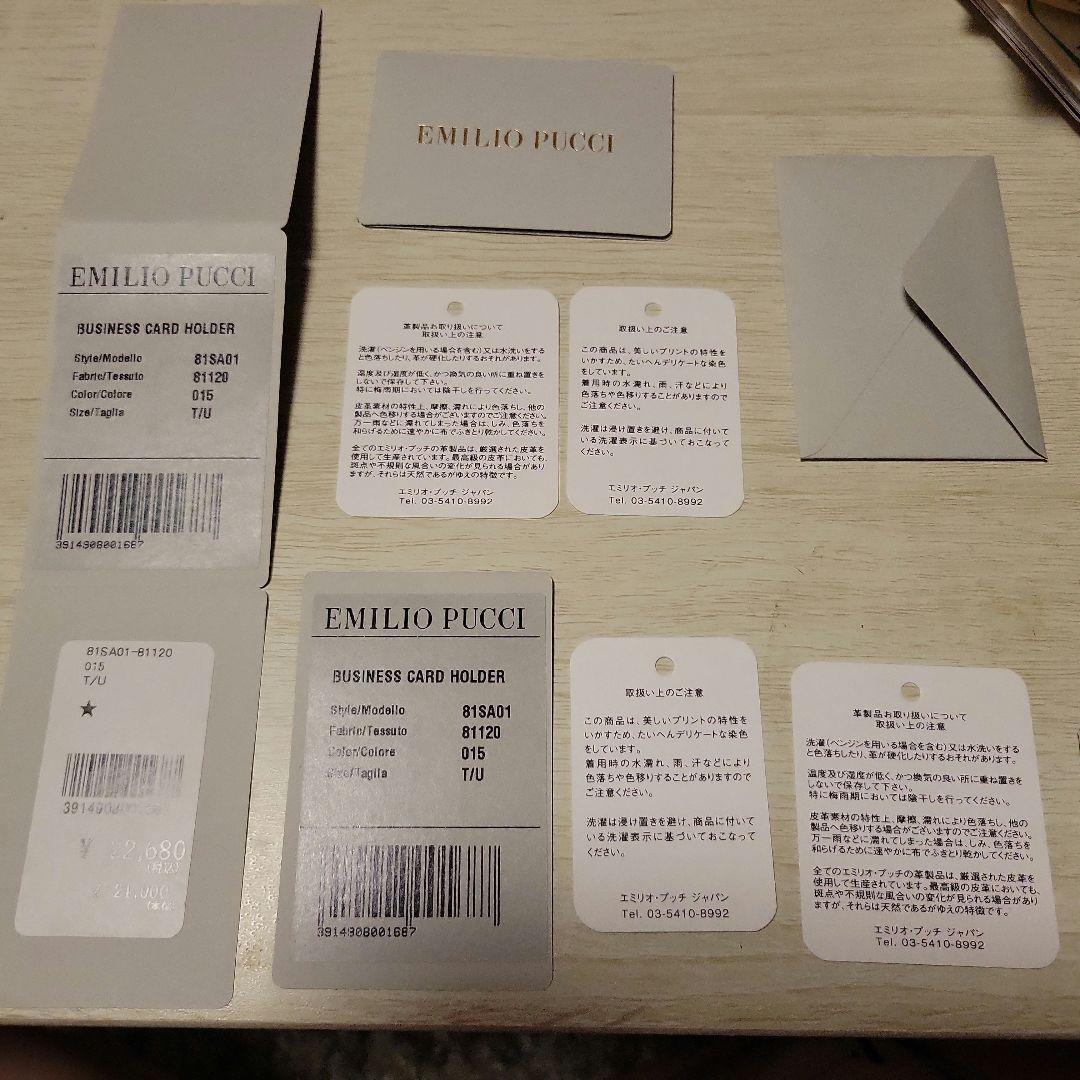 EMILIO PUCCI
EMILIO PUCCI
BUSINESS CARD HOLDER
Style/Modello 81SA01
Fabric/Tessuto 81120
Color/Colore 015
Size/Taglia T/U
3914908001687
81SA01-81120
015
T/U
★
¥ 22,680
(税込)
¥ 21,000
革製品お取り扱いについて
取扱い上の注意
洗濯(ベンジンを用いる場合を含む)又は水洗いをする
と色落ちしたり、革が硬化したりするおそれがあります。
温度及び湿度が低く、かつ換気の良い所に重ね置きを
しないで保存して下さい。
特に梅雨期においては陰干しを行ってください。
皮革素材の特性上、摩擦、濡れにより色落ちし、他の
製品へ色移りする場合がございますのでご注意ください。
万一雨などに濡れてしまった場合は、しみ、色落ちを
和らげるために速やかに布でふきとり乾かしてください。
全てのエミリオ・プッチの革製品は、厳選された皮革を
使用して生産されています。最高級の皮革においても、
斑点や不規則な風合いの変化が見られる場合があり
ますが、それらは天然であるがゆえの特徴です。
エミリオ・プッチ ジャパン
Tel. 03-5410-8992
取扱い上のご注意
この商品は、美しいプリントの特性を
いかすため、たいへんデリケートな染色
をしています。
着用時の水濡れ、雨、汗などにより
色落ちや色移りすることがありますので
ご注意ください。
洗濯は浸け置きを避け、商品に付いて
いる洗濯表示に基づいておこなって
ください。
エミリオ・プッチ ジャパン
Tel. 03-5410-8992
EMILIO PUCCI
BUSINESS CARD HOLDER
Style/Modello 81SA01
Fabric/Tessuto 81120
Color/Colore 015
Size/Taglia T/U
3914908001687
取扱い上のご注意
この商品は、美しいプリントの特性を
いかすため、たいへんデリケートな染色
をしています。
着用時の水濡れ、雨、汗などにより
色落ちや色移りすることがありますので
ご注意ください。
洗濯は浸け置きを避け、商品に付いて
いる洗濯表示に基づいておこなって
ください。
エミリオ・プッチ ジャパン
Tel. 03-5410-8992
革製品お取り扱いについて
取扱い上の注意
洗濯(ベンジンを用いる場合を含む)又は水洗いをする
と色落ちしたり、革が硬化したりするおそれがあります。
温度及び湿度が低く、かつ換気の良い所に重ね置きを
しないで保存して下さい。
特に梅雨期においては陰干しを行ってください。
皮革素材の特性上、摩擦、濡れにより色落ちし、他の
製品へ色移りする場合がございますのでご注意ください。
万一雨などに濡れてしまった場合は、しみ、色落ちを
和らげるために速やかに布でふきとり乾かしてください。
全てのエミリオ・プッチの革製品は、厳選された皮革を
使用して生産されています。最高級の皮革においても、
斑点や不規則な風合いの変化が見られる場合があり
ますが、それらは天然であるがゆえの特徴です。
エミリオ・プッチ ジャパン
Tel. 03-5410-8992